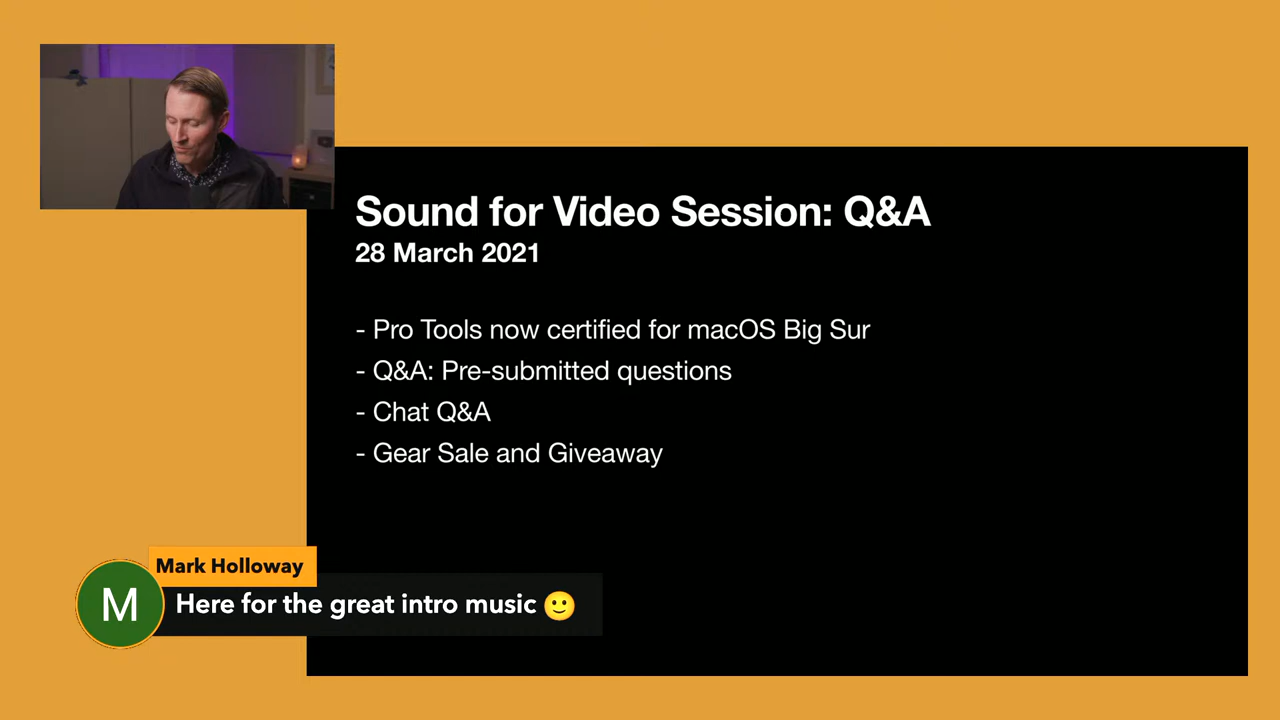 Sound for Video Session: Q&A
28 March 2021
- Pro Tools now certified for macOS Big Sur
- Q&A: Pre-submitted questions
- Chat Q&A
- Gear Sale and Giveaway
Mark Holloway
M
Here for the great intro music 🙂